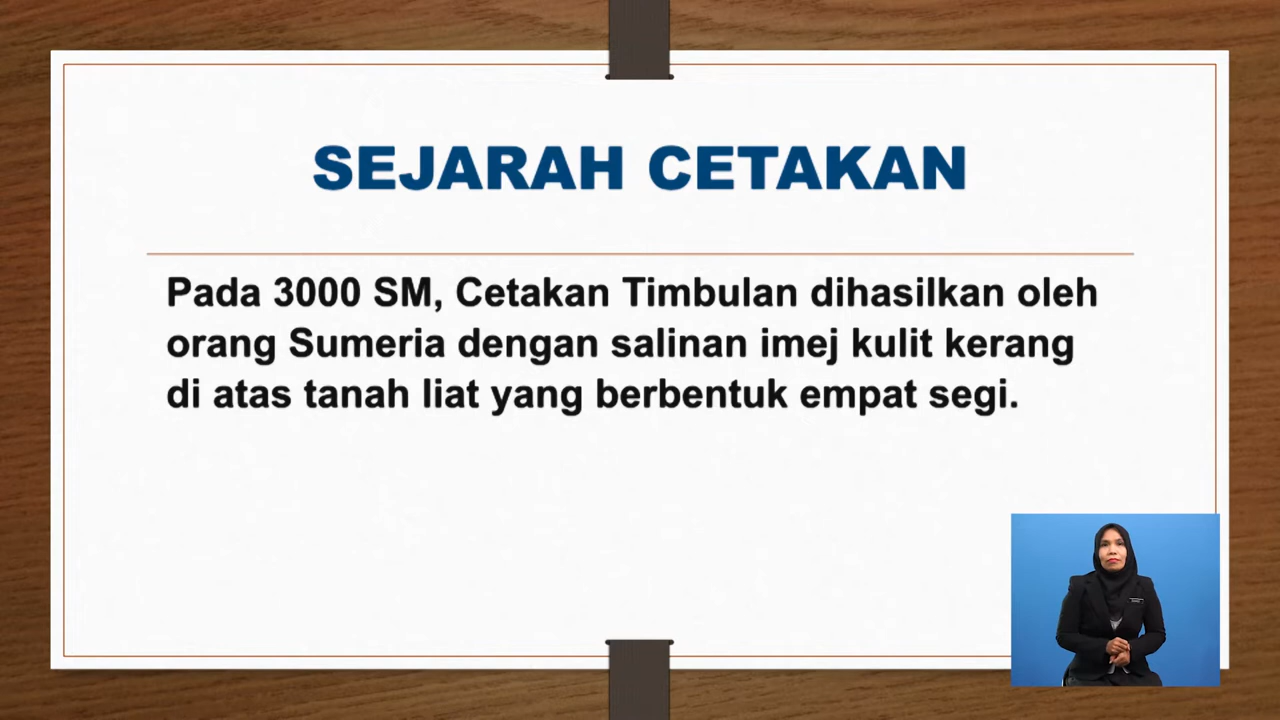 SEJARAH CETAKAN
Pada 3000 SM, Cetakan Timbulan dihasilkan oleh
orang Sumeria dengan salinan imej kulit kerang
di atas tanah liat yang berbentuk empat segi.